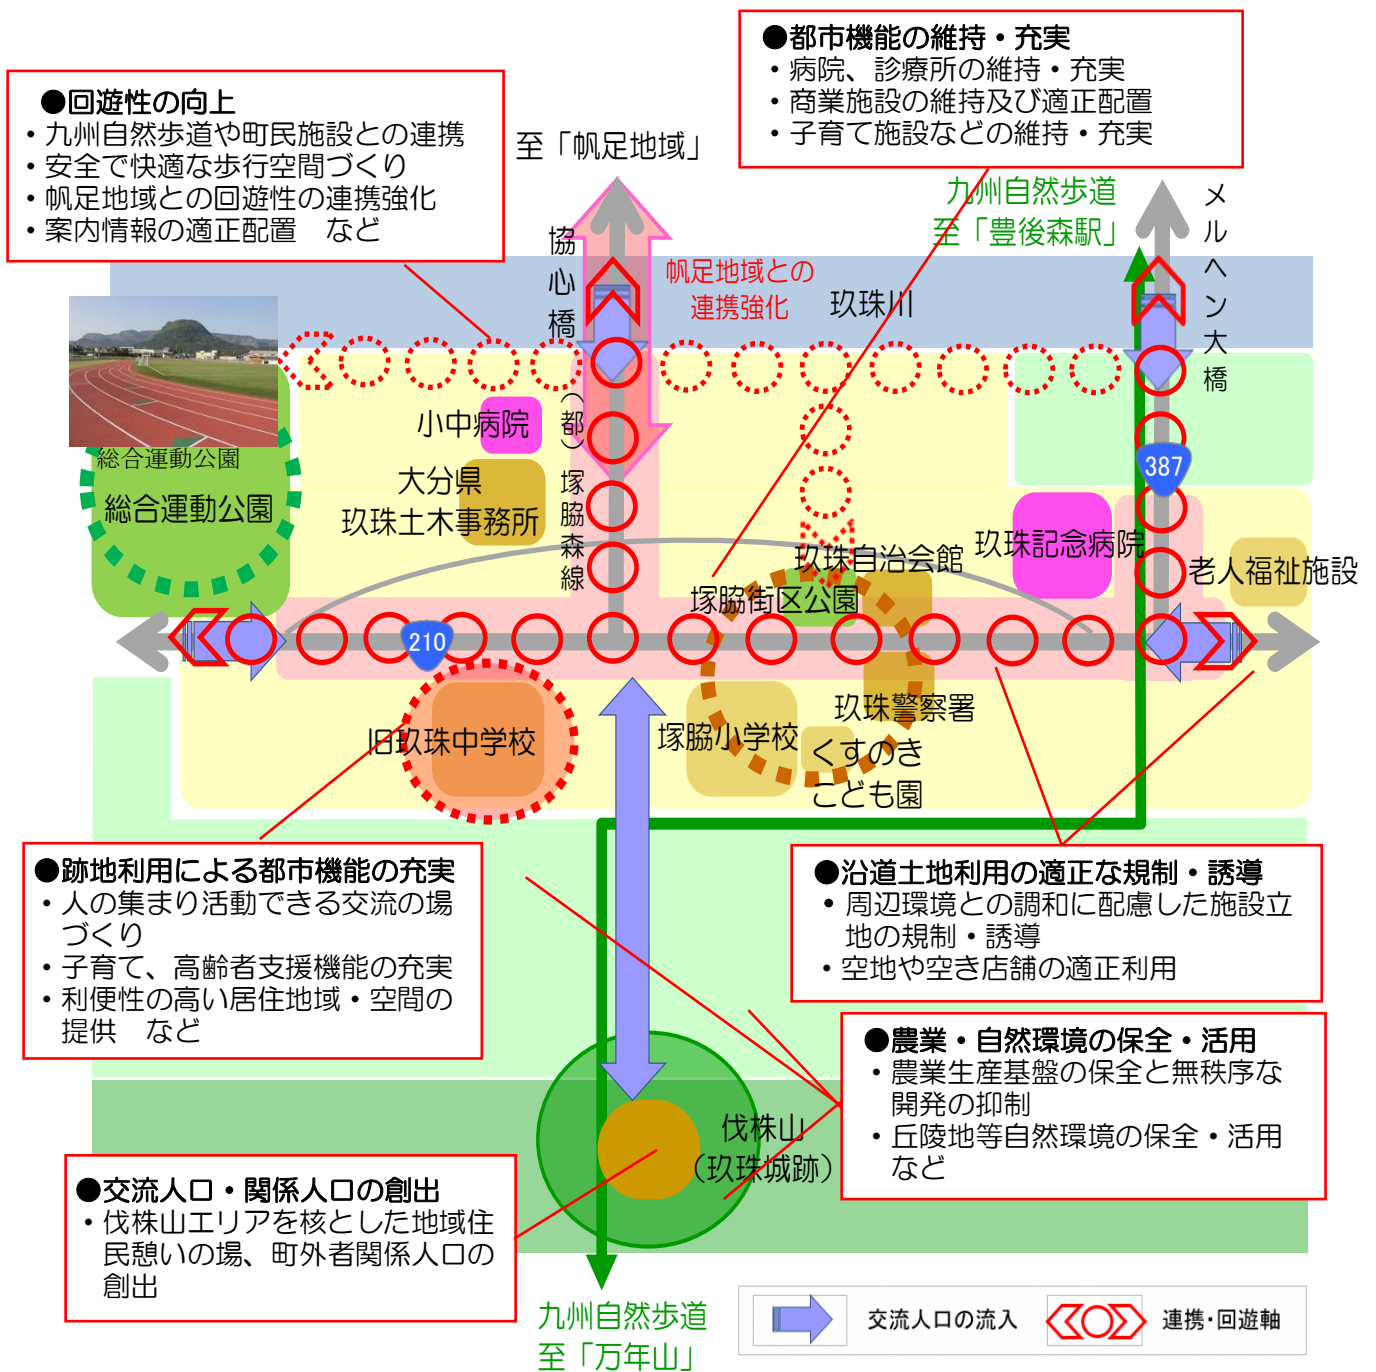 ●都市機能の維持・充実
・病院、診療所の維持・充実
・商業施設の維持及び適正配置
・子育て施設などの維持・充実
●回遊性の向上
・九州自然歩道や町民施設との連携
・安全で快適な歩行空間づくり
・帆足地域との回遊性の連携強化
・案内情報の適正配置　など
至「帆足地域」
九州自然歩道
至「豊後森駅」
メルヘン大橋
協心橋
帆足地域との
連携強化
玖珠川
（都）塚脇森線
小中病院
大分県
玖珠土木事務所
387
総合運動公園
総合運動公園
玖珠記念病院
玖珠自治会館
老人福祉施設
塚脇街区公園
210
旧玖珠中学校
塚脇小学校
玖珠警察署
くすのき
こども園
●跡地利用による都市機能の充実
・人の集まり活動できる交流の場
づくり
・子育て、高齢者支援機能の充実
・利便性の高い居住地域・空間の
提供　など
●沿道土地利用の適正な規制・誘導
・周辺環境との調和に配慮した施設立
地の規制・誘導
・空地や空き店舗の適正利用
●農業・自然環境の保全・活用
・農業生産基盤の保全と無秩序な
開発の抑制
・丘陵地等自然環境の保全・活用
など
伐株山
（玖珠城跡）
●交流人口・関係人口の創出
・伐株山エリアを核とした地域住
民憩いの場、町外者関係人口の
創出
九州自然歩道
至「万年山」
交流人口の流入
連携・回遊軸